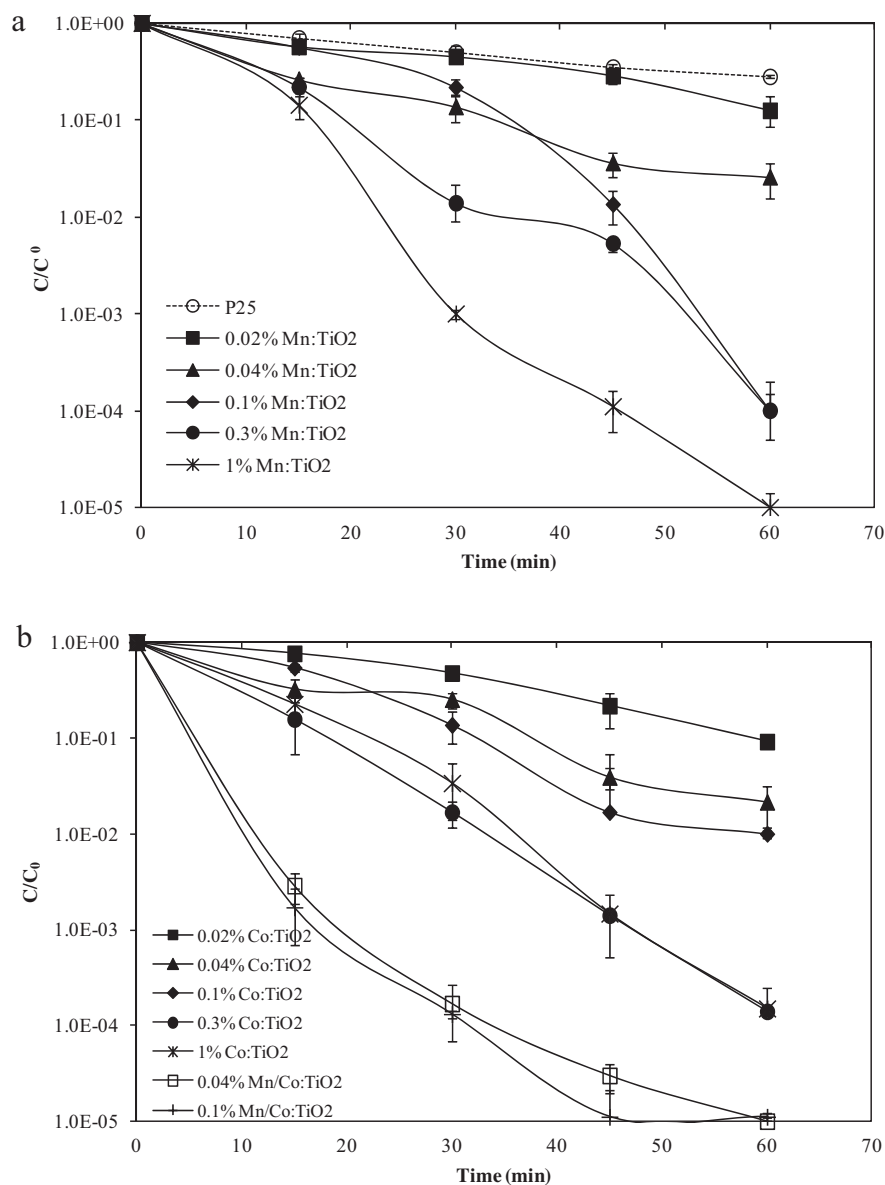 a
1.0E+00
1.0E-01
1.0E-02
1.0E-03
1.0E-04
1.0E-05
C/C 0
P25
0.02% Mn:TiO2
0.04% Mn:TiO2
0.1% Mn:TiO2
0.3% Mn:TiO2
1% Mn:TiO2
0 10 20 30 40 50 60 70
Time (min)
b
1.0E+00
1.0E-01
1.0E-02
1.0E-03
1.0E-04
1.0E-05
C/C0
0.02% Co:TiO2
0.04% Co:TiO2
0.1% Co:TiO2
0.3% Co:TiO2
1% Co:TiO2
0.04% Mn/Co:TiO2
0.1% Mn/Co:TiO2
0 10 20 30 40 50 60 70
Time (min)